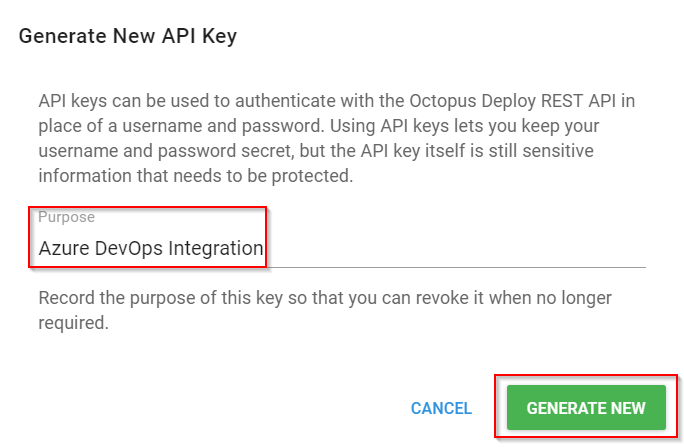 Generate New API Key
API keys can be used to authenticate with the Octopus Deploy REST API in
place of a username and password. Using API keys lets you keep your
username and password secret, but the API key itself is still sensitive
information that needs to be protected.
Purpose
Azure DevOps Integration
Record the purpose of this key so that you can revoke it when no longer
required.
CANCEL
GENERATE NEW